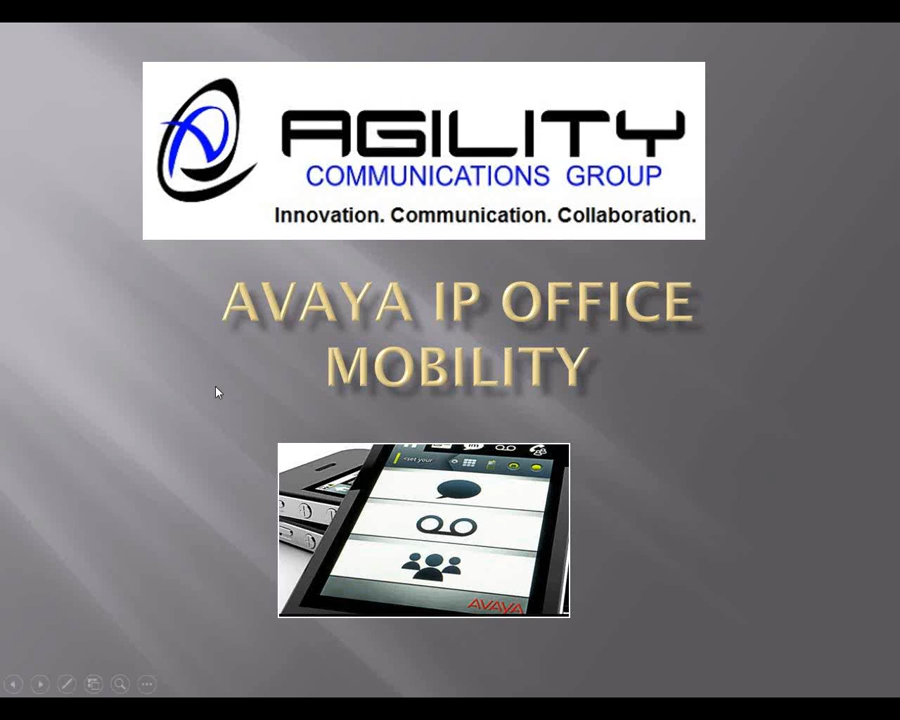 AGILITY
COMMUNICATIONS GROUP
Innovation. Communication. Collaboration.
AVAYA IP OFFICE
MOBILITY
AVAYA